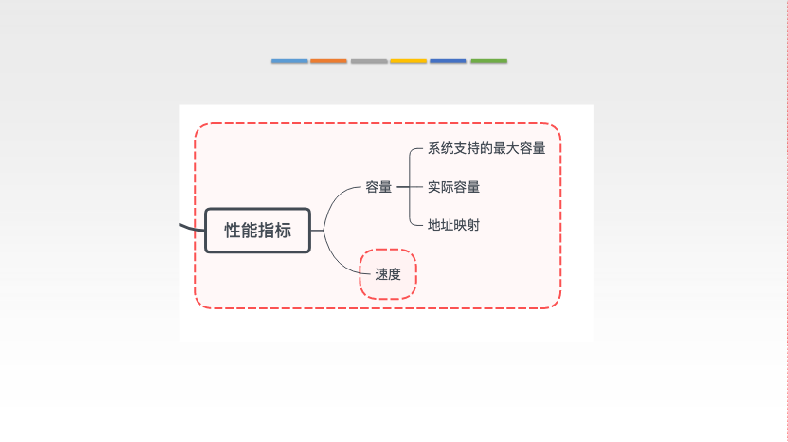 系统支持的最大容量
容量
实际容量
地址映射
性能指标
速度